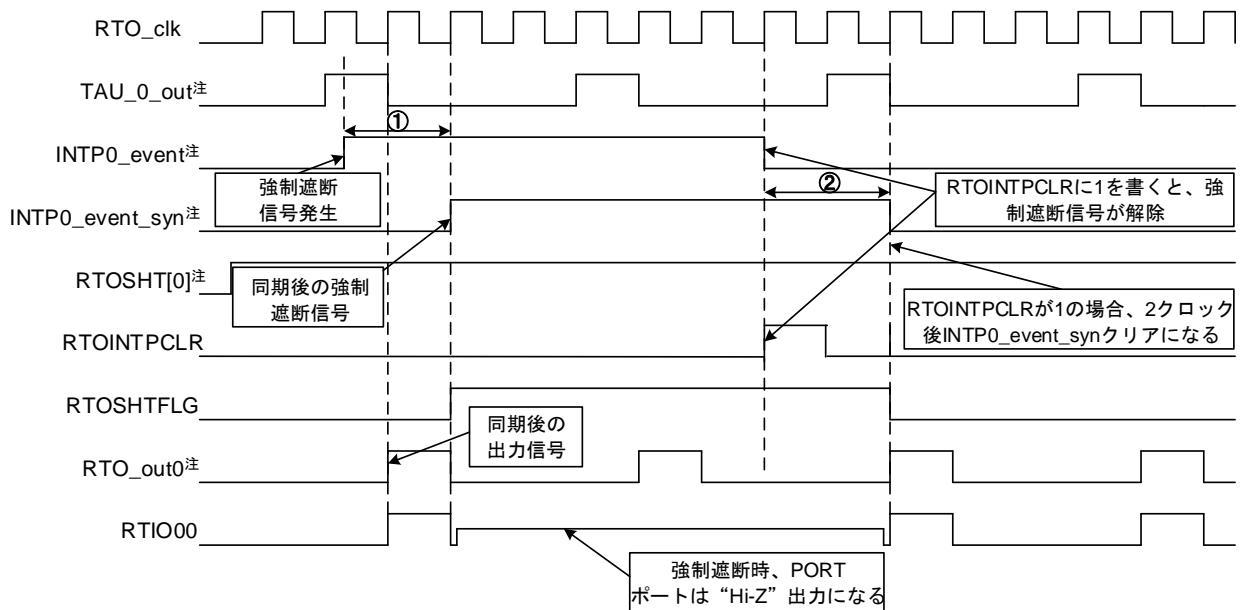 RTO_clk
TAU_0_out注
①
INTP0_event注
強制遮断
信号発生
②
RTOINTPCLRに1を書くと、強
制遮断信号が解除
INTP0_event_syn注
RTOSHT[0]注
同期後の強制
遮断信号
RTOINTPCLRが1の場合、2クロック
後INTP0_event_synクリアになる
RTOINTPCLR
RTOSHTFLG
同期後の
出力信号
RTO_out0注
RTIO00
強制遮断時、PORT
ポートは“Hi-Z”出力になる